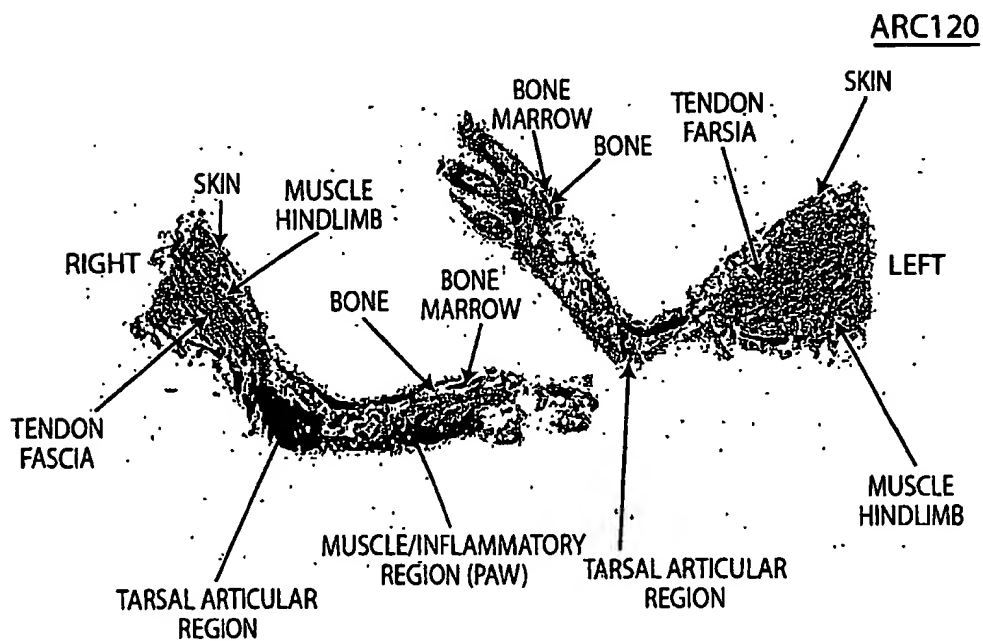 ARC120
SKIN
BONE
MARROW
TENDON
FARSIA
BONE
SKIN
MUSCLE
HINDLIMB
RIGHT
LEFT
BONE
BONE
MARROW
TENDON
FASCIA
MUSCLE
HINDLIMB
MUSCLE/INFLAMMATORY
REGION (PAW)
TARSAL ARTICULAR
REGION
TARSAL ARTICULAR
REGION